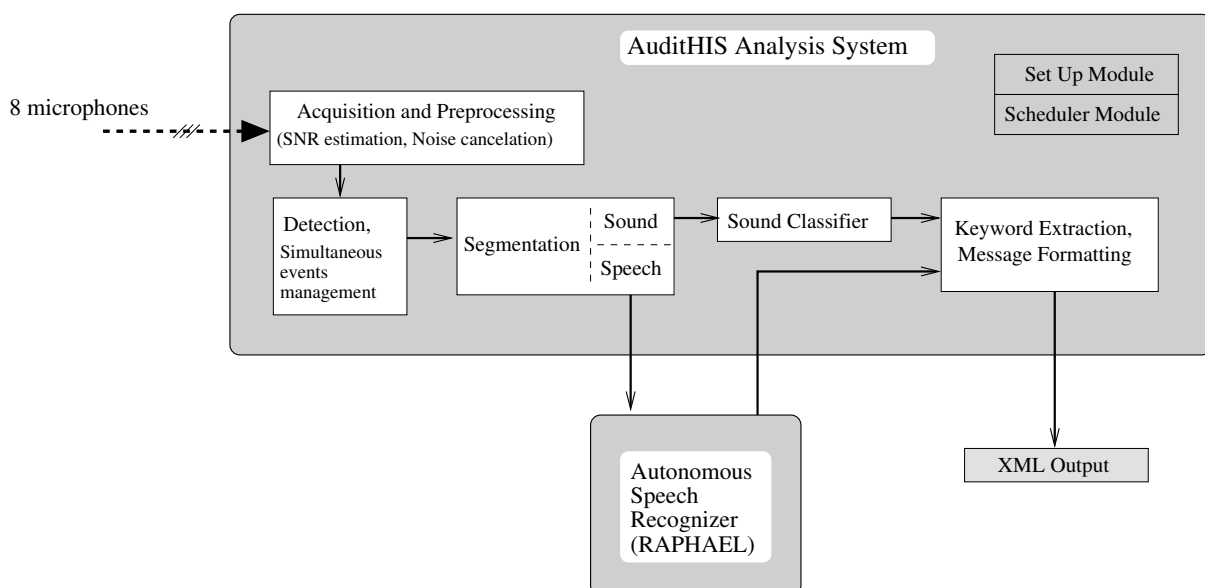 AuditHIS Analysis System
Set Up Module
Scheduler Module
8 microphones
Acquisition and Preprocessing
(SNR estimation, Noise cancelation)
Detection,
Simultaneous
events
management
Segmentation
Sound
Speech
Sound Classifier
Keyword Extraction,
Message Formatting
Autonomous
Speech
Recognizer
(RAPHAEL)
XML Output